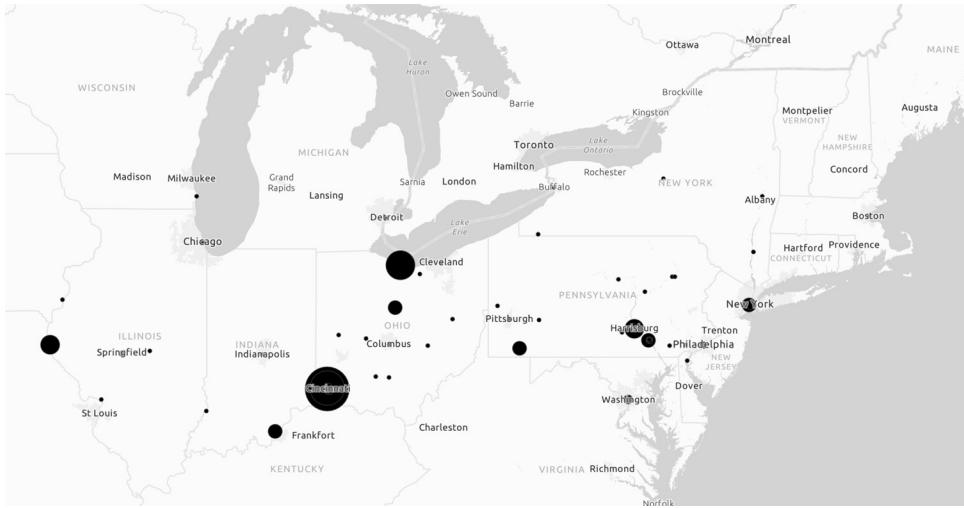 Ottawa
Montreal
MAINE
Lake
Huron
WISCONSIN
Owen Sound
Barrie
Brockville
Kingston
Montpelier
VERMONT
Augusta
Toronto
Lake
Ontario
NEW
HAMPSHIRE
MICHIGAN
Hamilton
Rochester
Concord
Madison
Milwaukee
Grand
Rapids
Lansing
Sarnia
London
Buffalo
NEW YORK
Albany
Detroit
Lake
Erie
Boston
Chicago
Hartford
Providence
CONNECTICUT
Cleveland
PENNSYLVANIA
New York
Pittsburgh
Harrisburg
Trenton
OHIO
ILLINOIS
INDIANA
Columbus
Philadelphia
Springfield
Indianapolis
NEW
JERSEY
Cincinnati
Dover
Washington
St Louis
Frankfort
Charleston
KENTUCKY
VIRGINIA
Richmond
Norfolk